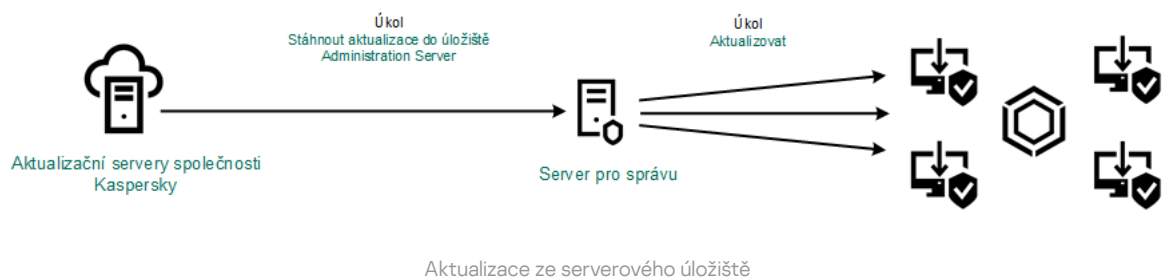 Úkol
Stáhnout aktualizace do úložiště
Administration Server
Úkol
Aktualizovat
Aktualizační servery společnosti
Kaspersky
Server pro správu
Aktualizace ze serverového úložiště